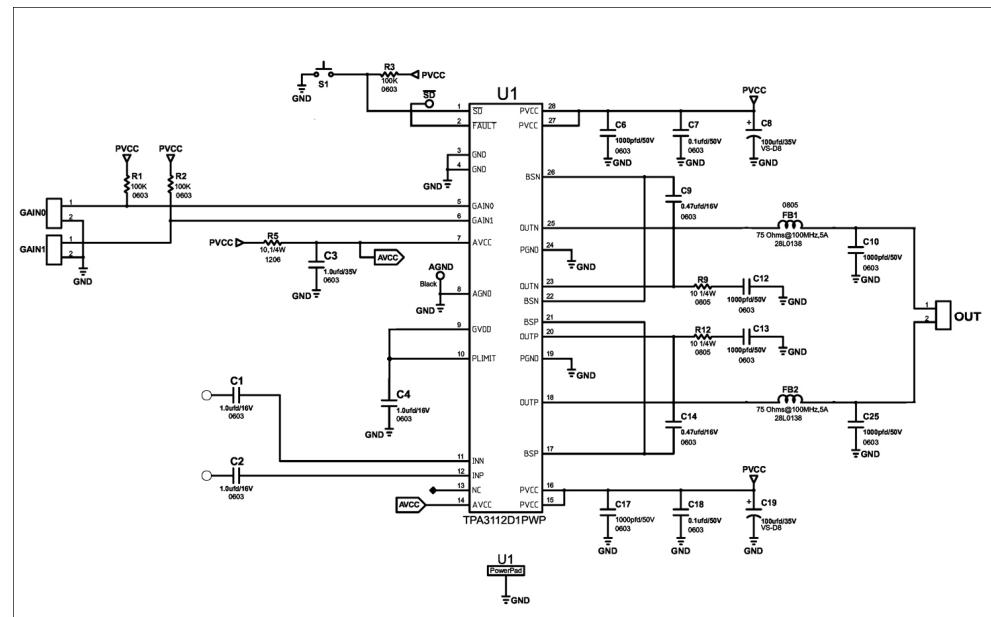 R3
100K
0603
PVCC
S1
GND
SD
U1
1 SD
2 FAULT
3 GND
4 GND
GND
5 GAIN0
6 GAIN1
7 AVCC
8 AGND
9 GVDD
10 PLIMIT
11 INN
12 INP
13 NC
14 AVCC
PVCC 28
PVCC 27
BSN 26
OUTN 25
PGND 24
OUTN 23
BSN 22
BSP 21
OUTP 20
PGND 19
OUTP 18
BSP 17
PVCC 16
PVCC 15
TPA3112D1PWP
PVCC
R1
100K
0603
PVCC
R2
100K
0603
GAIN0
1
2
GAIN1
1
2
GND
PVCC
R5
10,1/4W
1206
C3
1.0ufd/35V
0603
GND
AVCC
AGND
Black
GND
C4
1.0ufd/16V
0603
GND
C1
1.0ufd/16V
0603
C2
1.0ufd/16V
0603
AVCC
PVCC
C6
1000pfd/50V
0603
GND
C7
0.1ufd/50V
0603
GND
+
C8
100ufd/35V
VS-D8
GND
C9
0.47ufd/16V
0603
0805
FB1
75 Ohms@100MHz,5A
28L0138
C10
1000pfd/50V
0603
GND
GND
R9
10 1/4W
0805
C12
1000pfd/50V
0603
GND
R12
10 1/4W
0805
C13
1000pfd/50V
0603
GND
GND
1
2
OUT
FB2
75 Ohms@100MHz,5A
28L0138
C14
0.47ufd/16V
0603
C25
1000pfd/50V
0603
GND
PVCC
C17
1000pfd/50V
0603
GND
C18
0.1ufd/50V
0603
GND
+
C19
100ufd/35V
VS-D8
GND
U1
PowerPad
GND